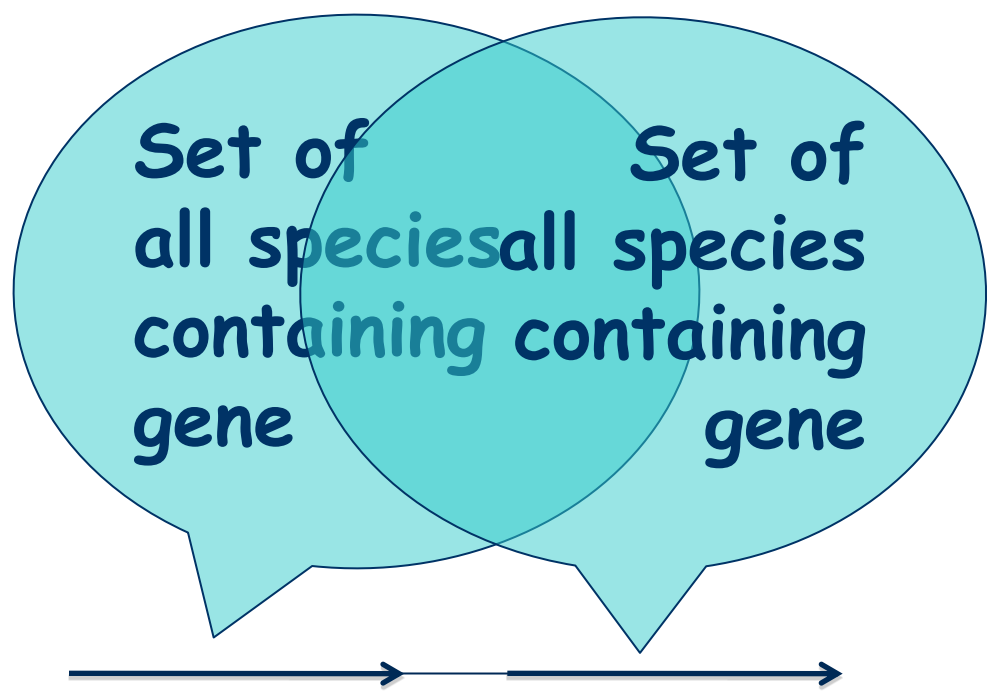 Set of
all species
containing
gene
Set of
all species
containing
gene